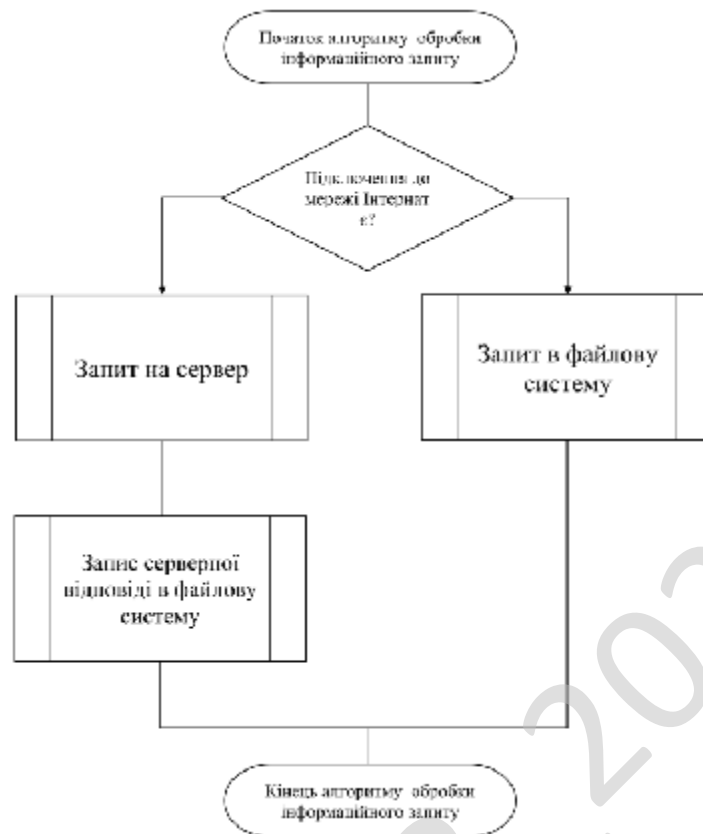 Початок алгоритму обробки
інформаційного запиту
Підключення до
мережі Інтернат
є?
Запит на сервер
Запит в файлову
систему
Запис серверної
відповіді в файлову
систему
Кінець алгоритму обробки
інформаційного запиту